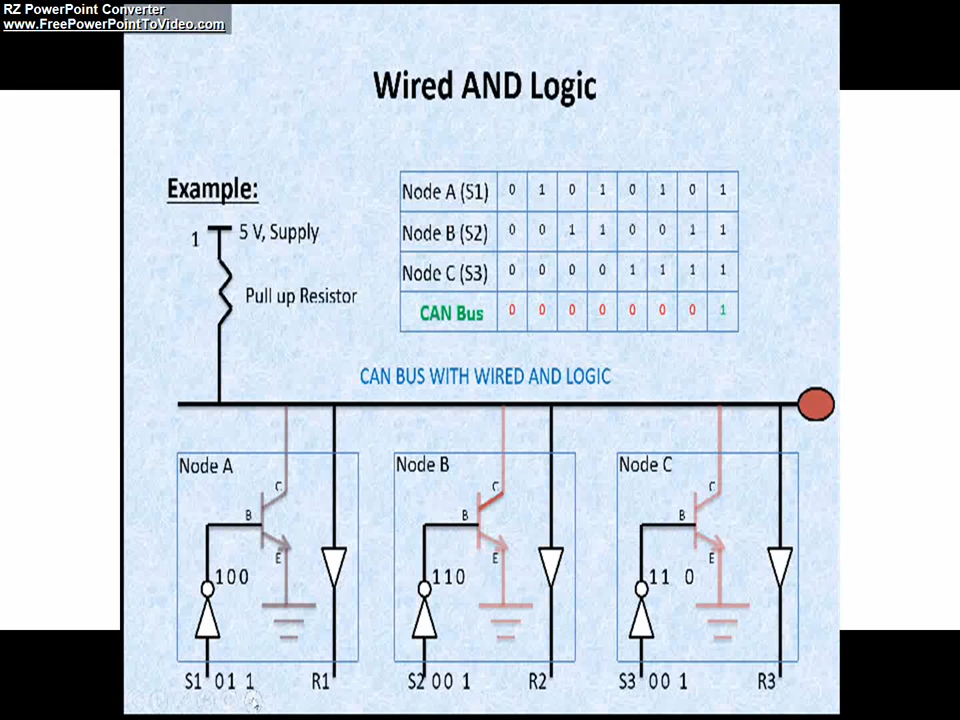 RZ PowerPoint Converter
www.FreePowerPointToVideo.com
Wired AND Logic
Example:
1
5 V, Supply
Pull up Resistor
Node A (S1) 0 1 0 1 0 1 0 1
Node B (S2) 0 0 1 1 0 0 1 1
Node C (S3) 0 0 0 0 1 1 1 1
CAN Bus 0 0 0 0 0 0 0 1
CAN BUS WITH WIRED AND LOGIC
Node A
C
B
E
100
S1 01 1
R1
Node B
C
B
E
110
S2 00 1
R2
Node C
C
B
E
11 0
S3 00 1
R3